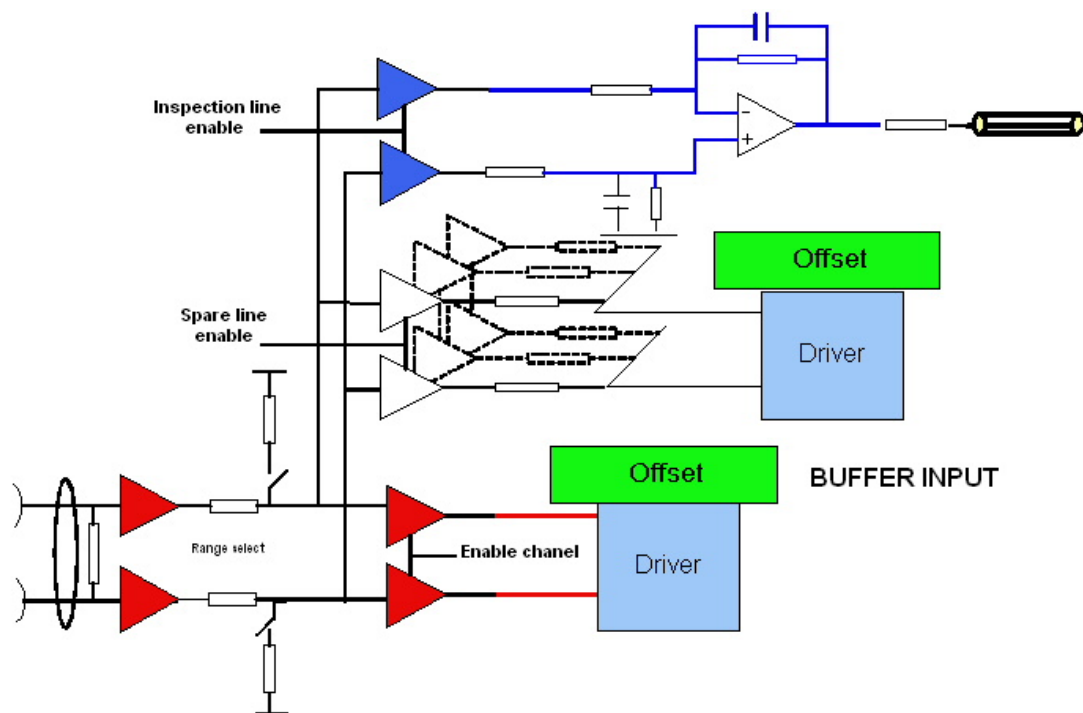 Inspection line
enable
−
+
Offset
Spare line
enable
Driver
Offset
BUFFER INPUT
Range select
Enable chanel
Driver